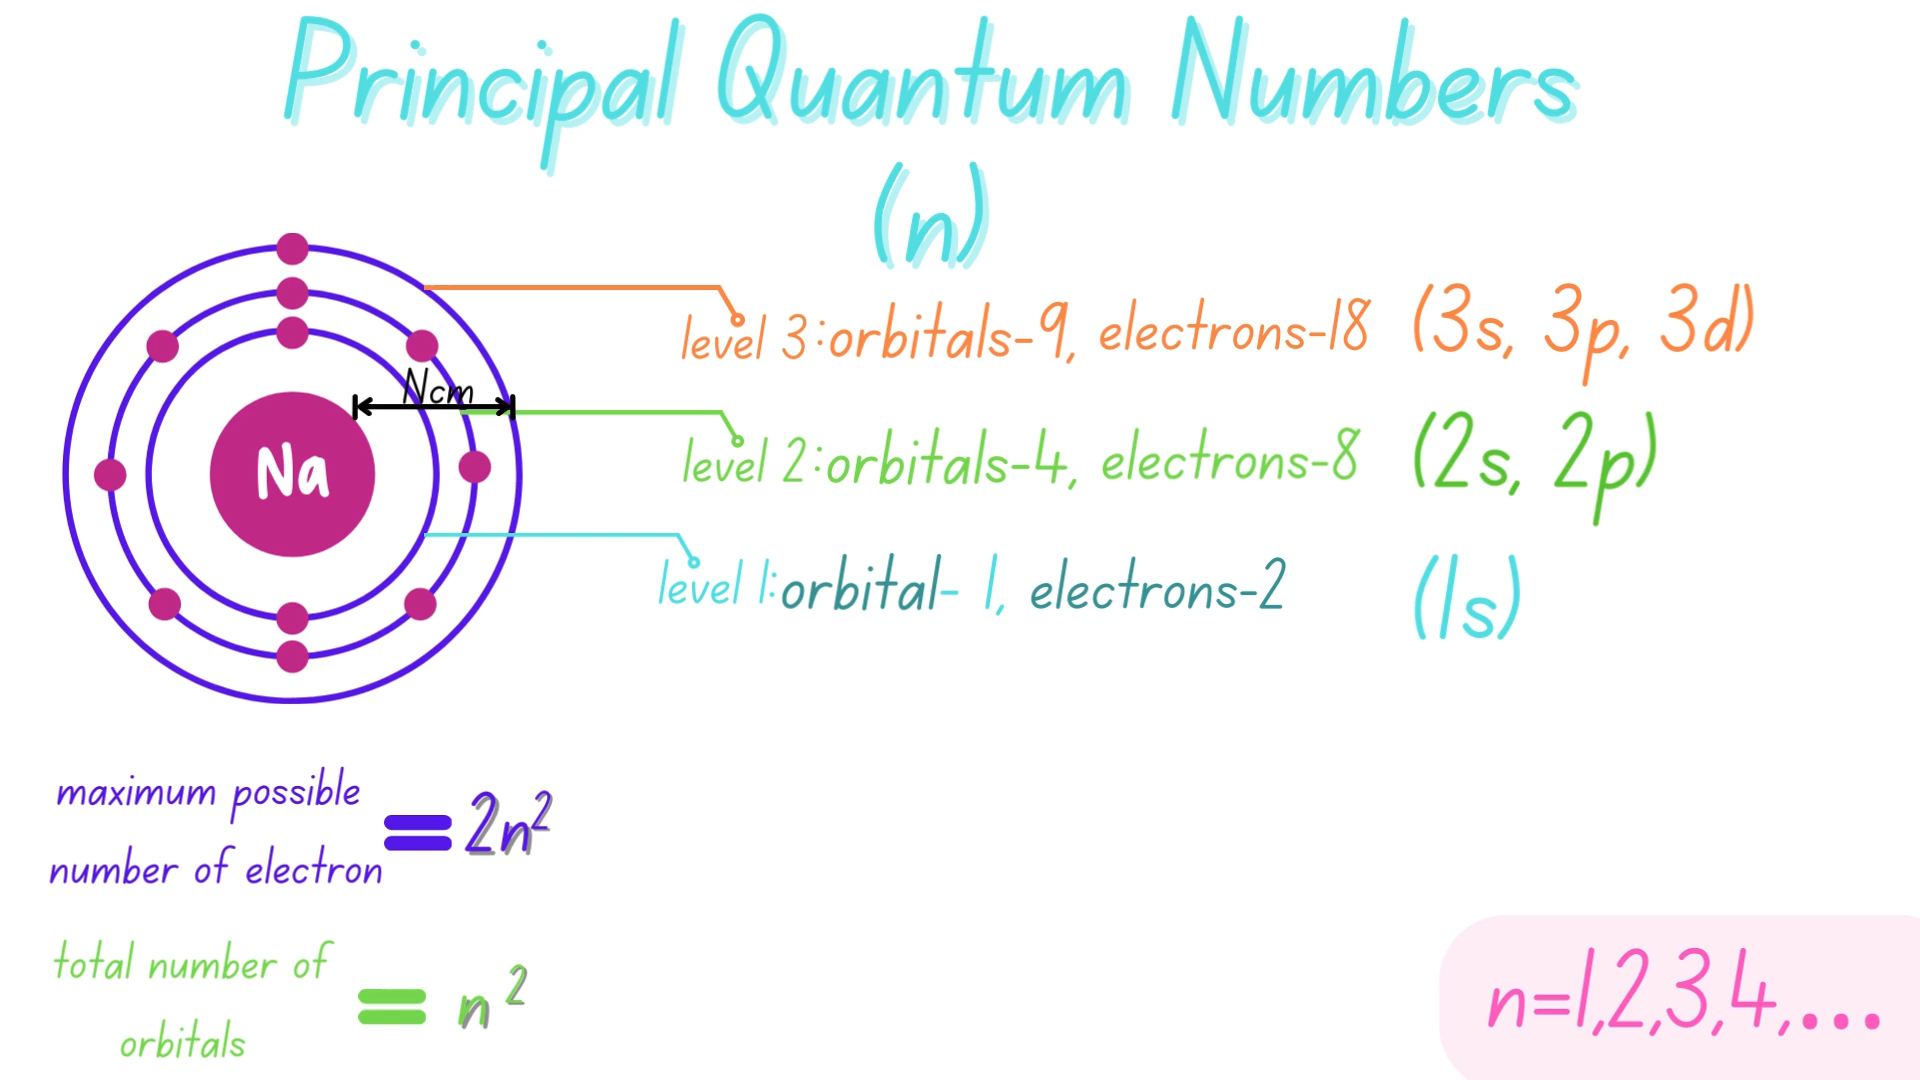 Principal Quantum Numbers
(n)
level 3:orbitals-9, electrons-18 (3s, 3p, 3d)
Ncm
level 2:orbitals-4, electrons-8 (2s, 2p)
Na
level 1:orbital- 1, electrons-2 (1s)
maximum possible
number of electron = 2n²
total number of
orbitals = n²
n=1,2,3,4,...